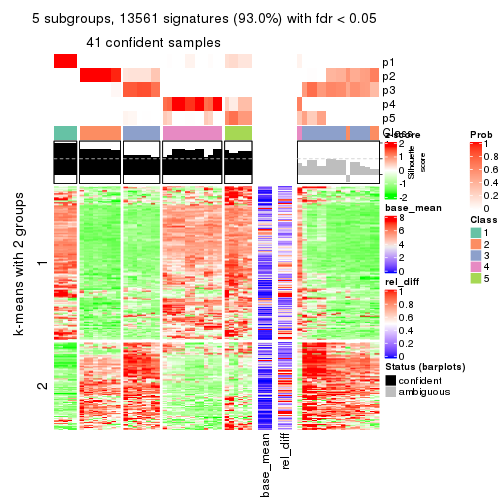 5 subgroups, 13561 signatures (93.0%) with fdr < 0.05
41 confident samples
p1
p2
p3
p4
p5
Class
k-means with 2 groups
1
2
base_mean
rel_diff
z-score
2
1
0
-1
-2
Silhouette
score
base_mean
8
6
4
2
0
rel_diff
1
0.8
0.6
0.4
0.2
0
Status (barplots)
confident
ambiguous
Prob
1
0.8
0.6
0.4
0.2
0
Class
1
2
3
4
5